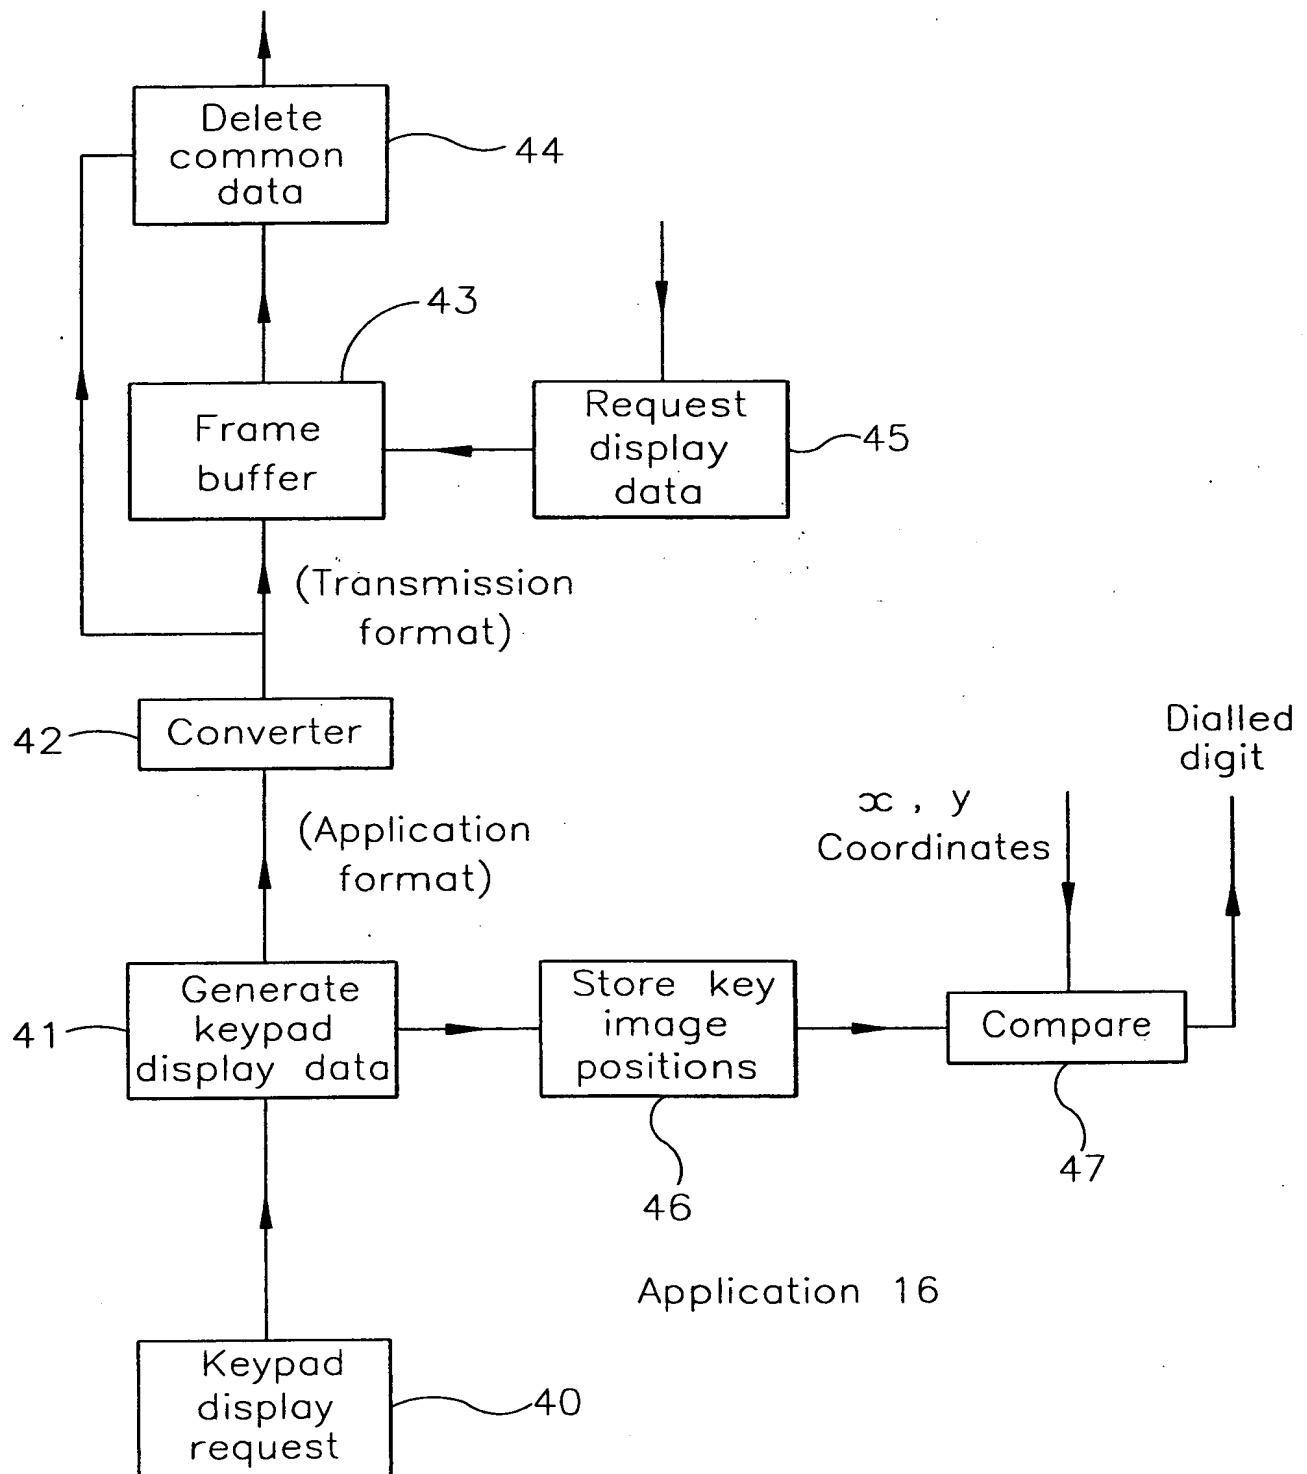 Delete
common
data
44
43
Frame
buffer
Request
display
data
45
(Transmission
format)
42
Converter
Dialled
digit
x , y
Coordinates
(Application
format)
41
Generate
keypad
display data
Store key
image
positions
Compare
46
47
Application 16
Keypad
display
request
40